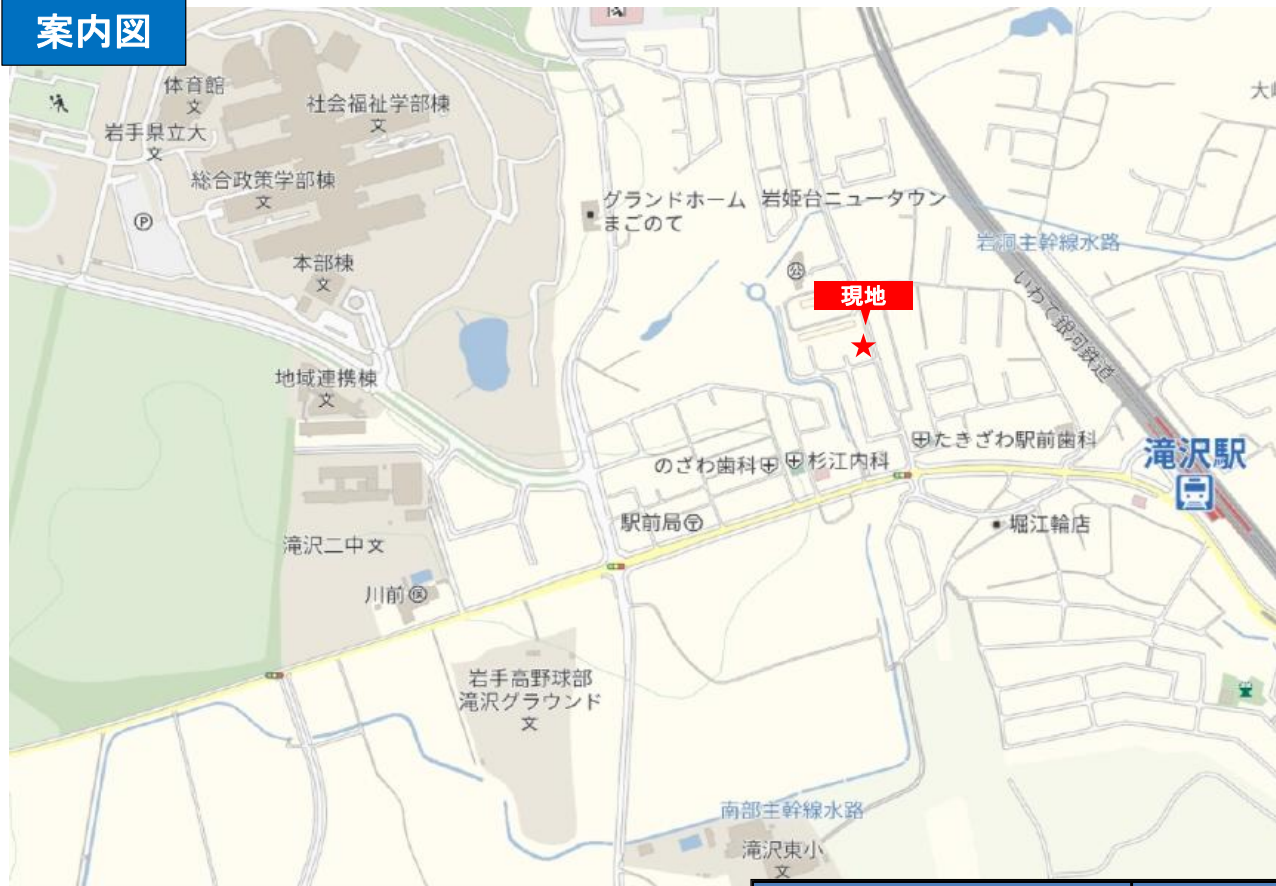 案内図
体育館
文
社会福祉学部棟
文
岩手県立大
文
総合政策学部棟
文
P
グランドホーム
まごのて
岩姫台ニュータウン
岩洞主幹線水路
公
本部棟
文
現地
いわて銀河鉄道
地域連携棟
文
たきざわ駅前歯科
滝沢駅
のざわ歯科
杉江内科
駅前局
堀江輪店
滝沢二中文
川前保
岩手高野球部
滝沢グラウンド
文
南部主幹線水路
滝沢東小
文